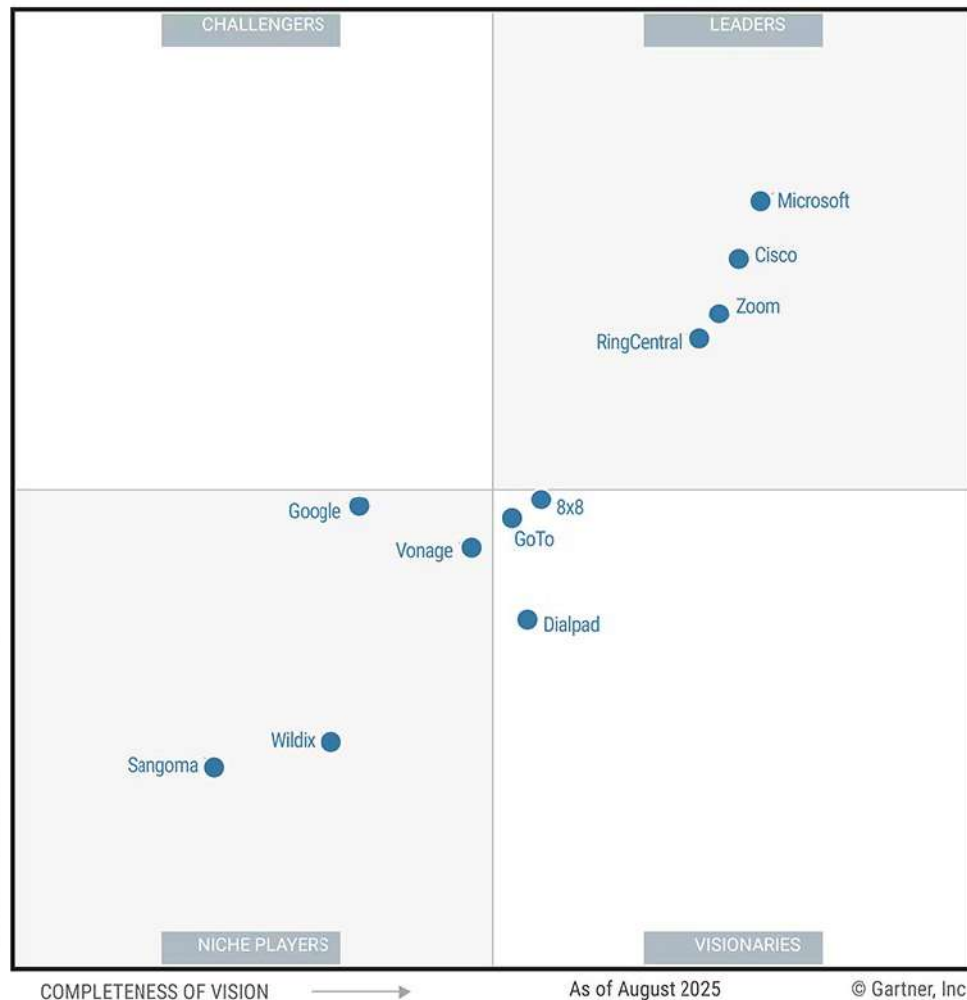 CHALLENGERS
LEADERS
Microsoft
Cisco
Zoom
RingCentral
Google
8x8
GoTo
Vonage
Dialpad
Wildix
Sangoma
NICHE PLAYERS
VISIONARIES
COMPLETENESS OF VISION
As of August 2025
© Gartner, Inc